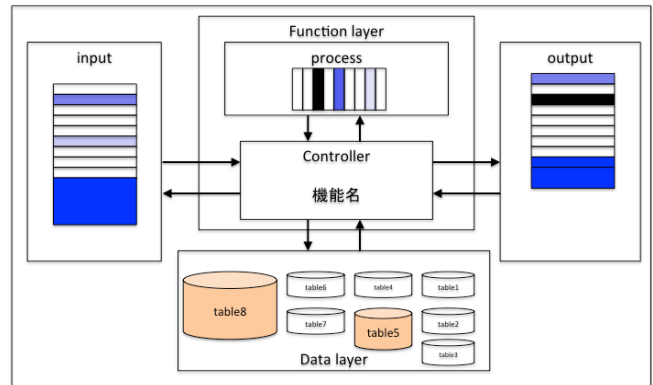 Function layer
input
process
output
Controller
機能名
table8
table6
table4
table1
table7
table5
table2
table3
Data layer